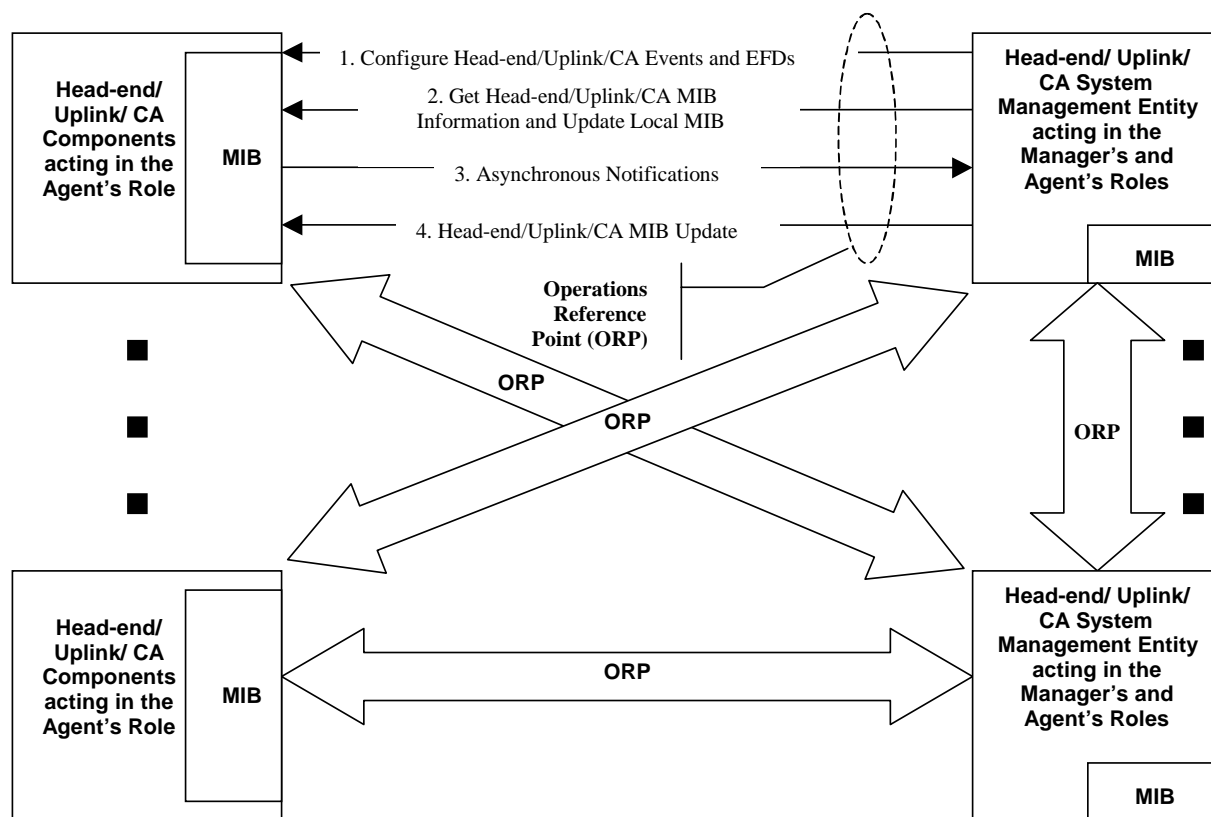 Head-end/
Uplink/ CA
Components
acting in the
Agent's Role
MIB
1. Configure Head-end/Uplink/CA Events and EFDs
2. Get Head-end/Uplink/CA MIB
Information and Update Local MIB
3. Asynchronous Notifications
4. Head-end/Uplink/CA MIB Update
Head-end/ Uplink/
CA System
Management Entity
acting in the
Manager's and
Agent's Roles
MIB
Operations
Reference
Point (ORP)
ORP
ORP
ORP
Head-end/
Uplink/ CA
Components
acting in the
Agent's Role
MIB
ORP
Head-end/ Uplink/
CA System
Management Entity
acting in the
Manager's and
Agent's Roles
MIB